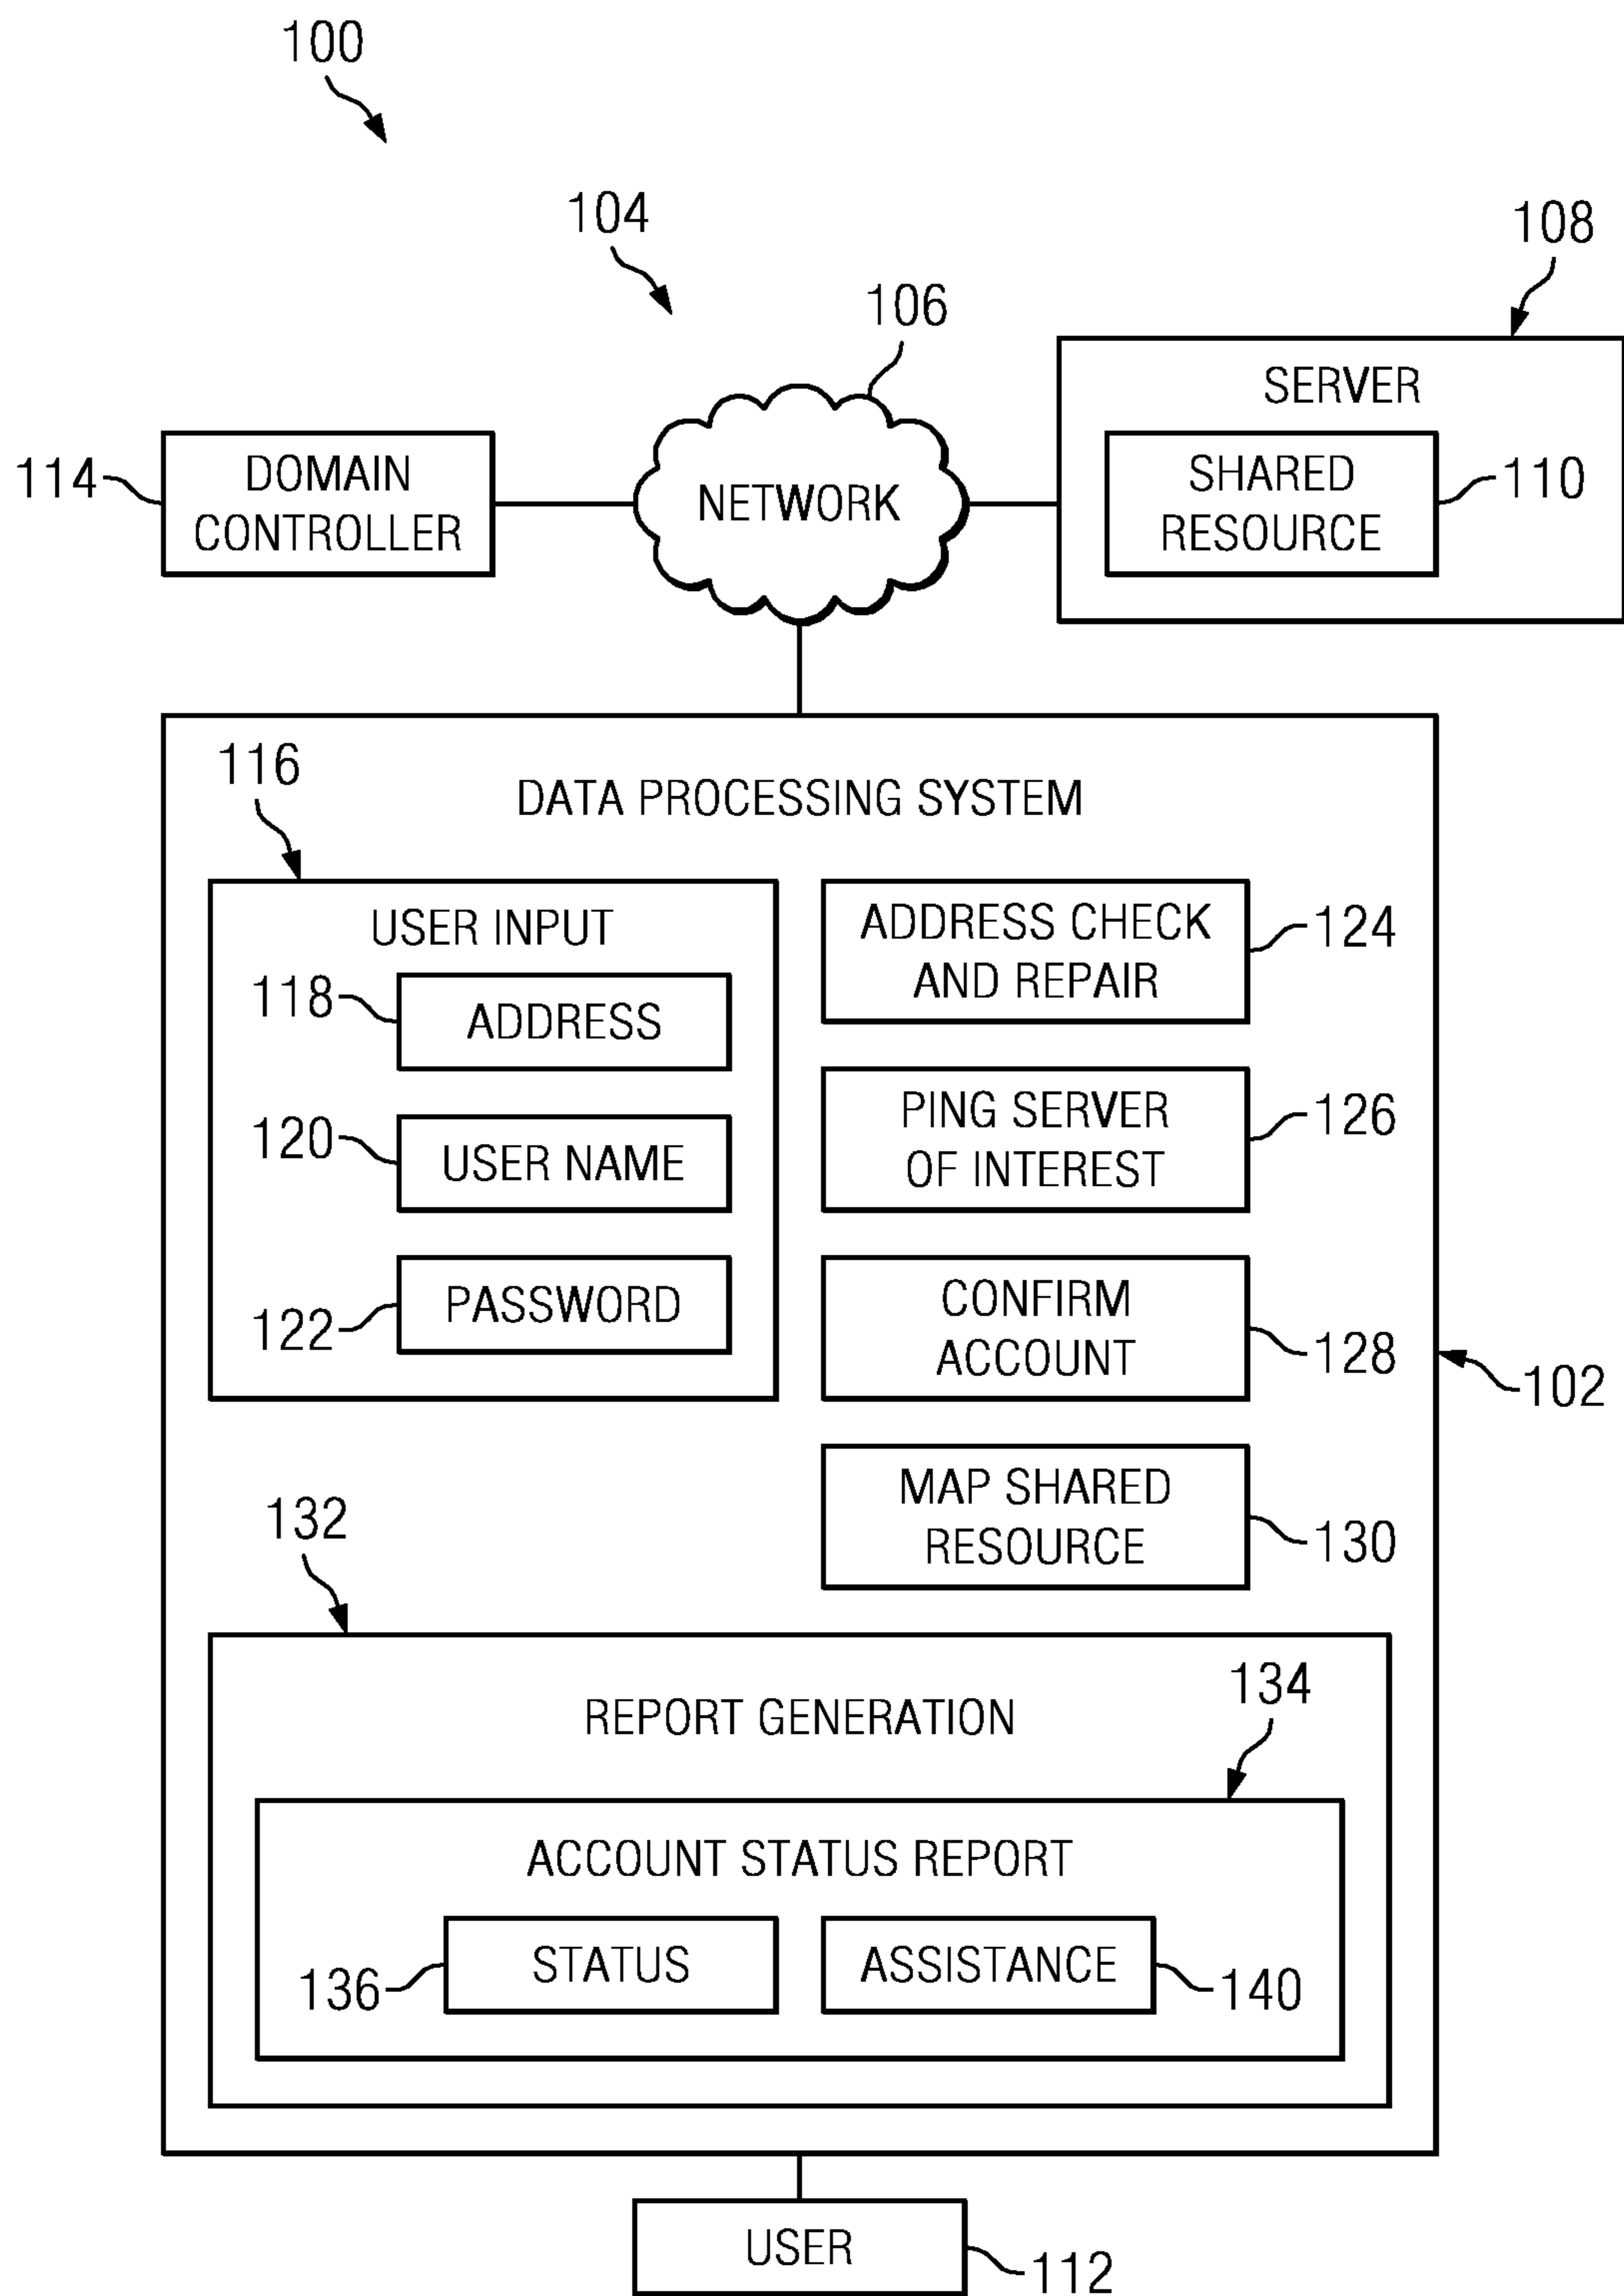 100
104
108
106
SERVER
114
DOMAIN
CONTROLLER
NETWORK
SHARED
RESOURCE
110
116
DATA PROCESSING SYSTEM
USER INPUT
118
ADDRESS
120
USER NAME
122
PASSWORD
ADDRESS CHECK
AND REPAIR
124
PING SERVER
OF INTEREST
126
CONFIRM
ACCOUNT
128
102
MAP SHARED
RESOURCE
130
132
REPORT GENERATION
134
ACCOUNT STATUS REPORT
136
STATUS
ASSISTANCE
140
USER
112